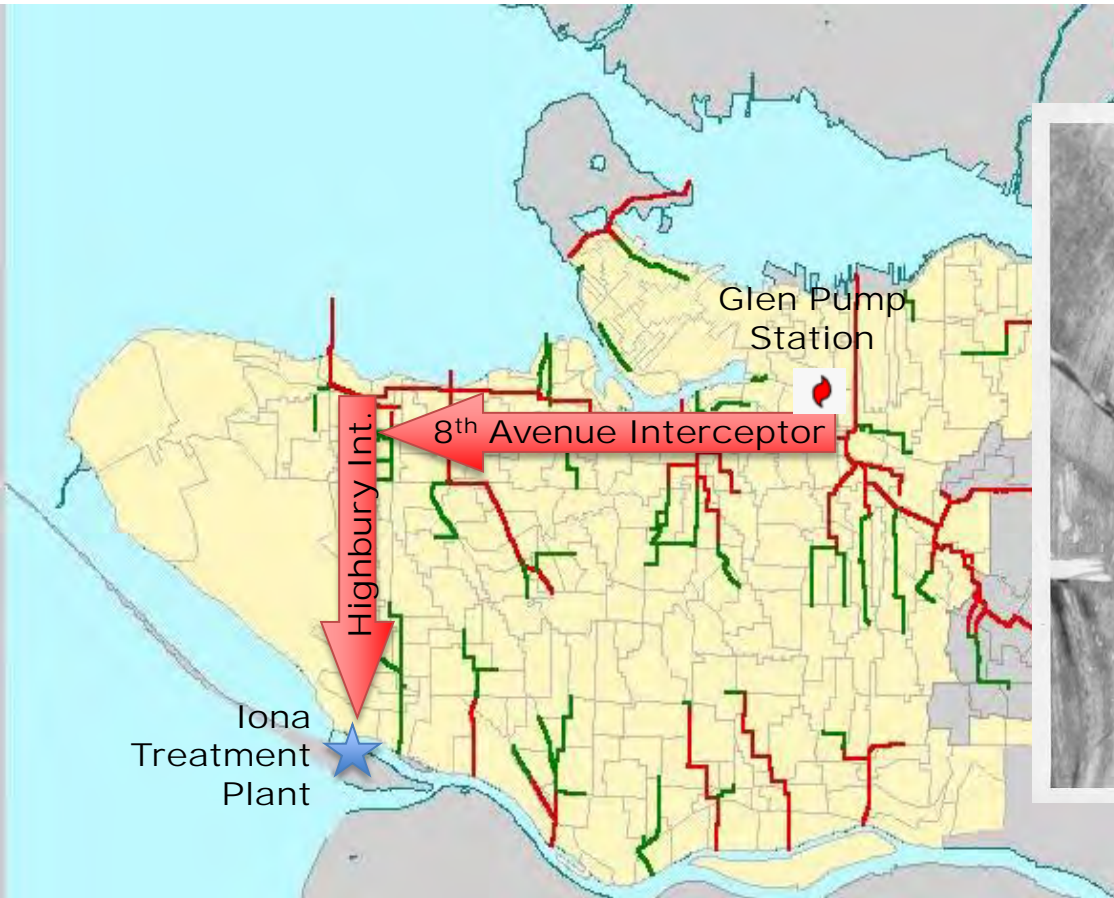 Glen Pump
Station
8th Avenue Interceptor
Highbury Int.
Iona
Treatment
Plant